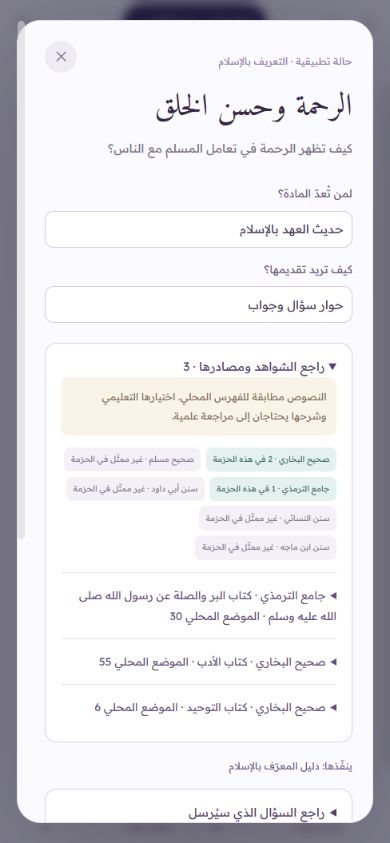 حالة تطبيقية · التعريف بالإسلام
الرحمة وحسن الخلق
كيف تظهر الرحمة في تعامل المسلم مع الناس؟
لمن تُعدّ المادة؟
حديث العهد بالإسلام
كيف تريد تقديمها؟
حوار سؤال وجواب
راجع الشواهد ومصادرها · 3
النصوص مطابقة للفهرس المحلي. اختيارها التعليمي
وشرحها يحتاجان إلى مراجعة علمية.
صحيح البخاري · 2 في هذه الحزمة
صحيح مسلم · غير ممثّل في الحزمة
جامع الترمذي · 1 في هذه الحزمة
سنن أبي داود · غير ممثّل في الحزمة
سنن النسائي · غير ممثّل في الحزمة
سنن ابن ماجه · غير ممثّل في الحزمة
جامع الترمذي · كتاب البر والصلة عن رسول الله صلى
الله عليه وسلم · الموضع المحلي 30
صحيح البخاري · كتاب الأدب · الموضع المحلي 55
صحيح البخاري · كتاب التوحيد · الموضع المحلي 6
ينفّذها: دليل المعرّف بالإسلام
راجع السؤال الذي سيُرسل